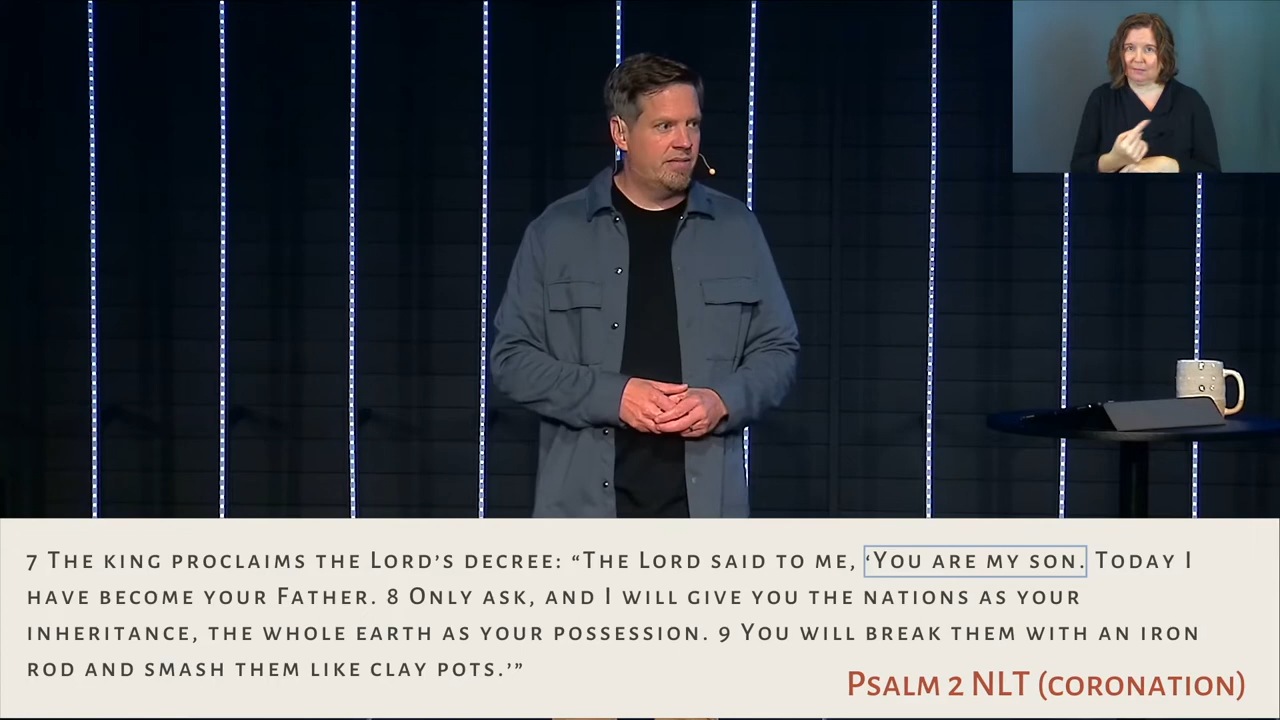 7 The king proclaims the Lord’s decree: “The Lord said to me, ‘You are my son. Today I
have become your Father. 8 Only ask, and I will give you the nations as your
inheritance, the whole earth as your possession. 9 You will break them with an iron
rod and smash them like clay pots.’”
Psalm 2 NLT (coronation)